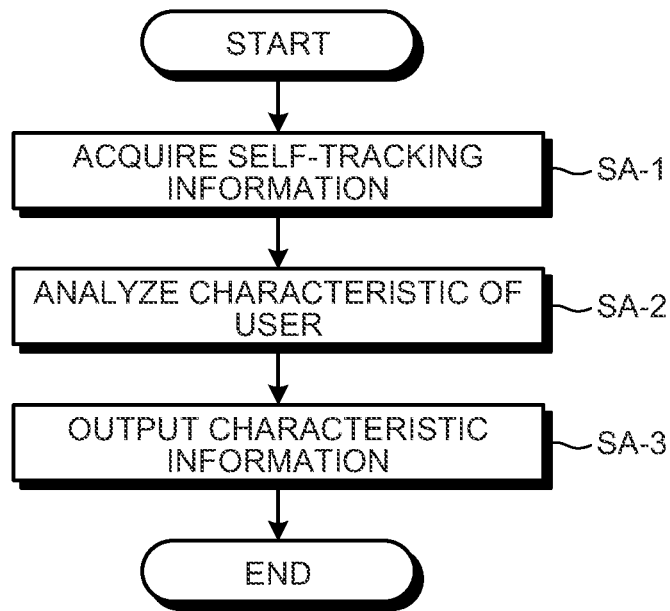 START
ACQUIRE SELF-TRACKING
INFORMATION
SA-1
ANALYZE CHARACTERISTIC OF
USER
SA-2
OUTPUT CHARACTERISTIC
INFORMATION
SA-3
END